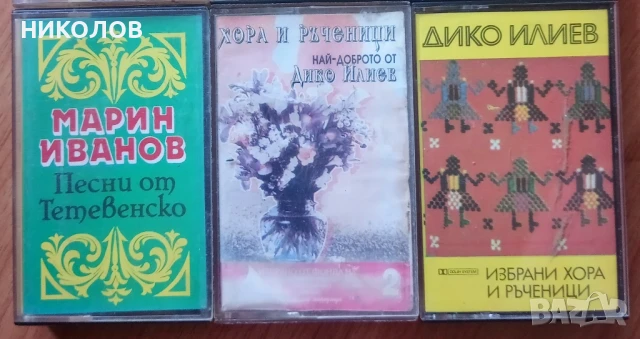 НИКОЛОВ
МАРИН
ИВАНОВ
Песни от
Тетевенско
ХОРА И РЪЧЕНИЦИ
НАЙ-ДОБРОТО ОТ
Дико Илиев
2
ДИКО ИЛИЕВ
ИЗБРАНИ ХОРА
И РЪЧЕНИЦИ
BAZAR